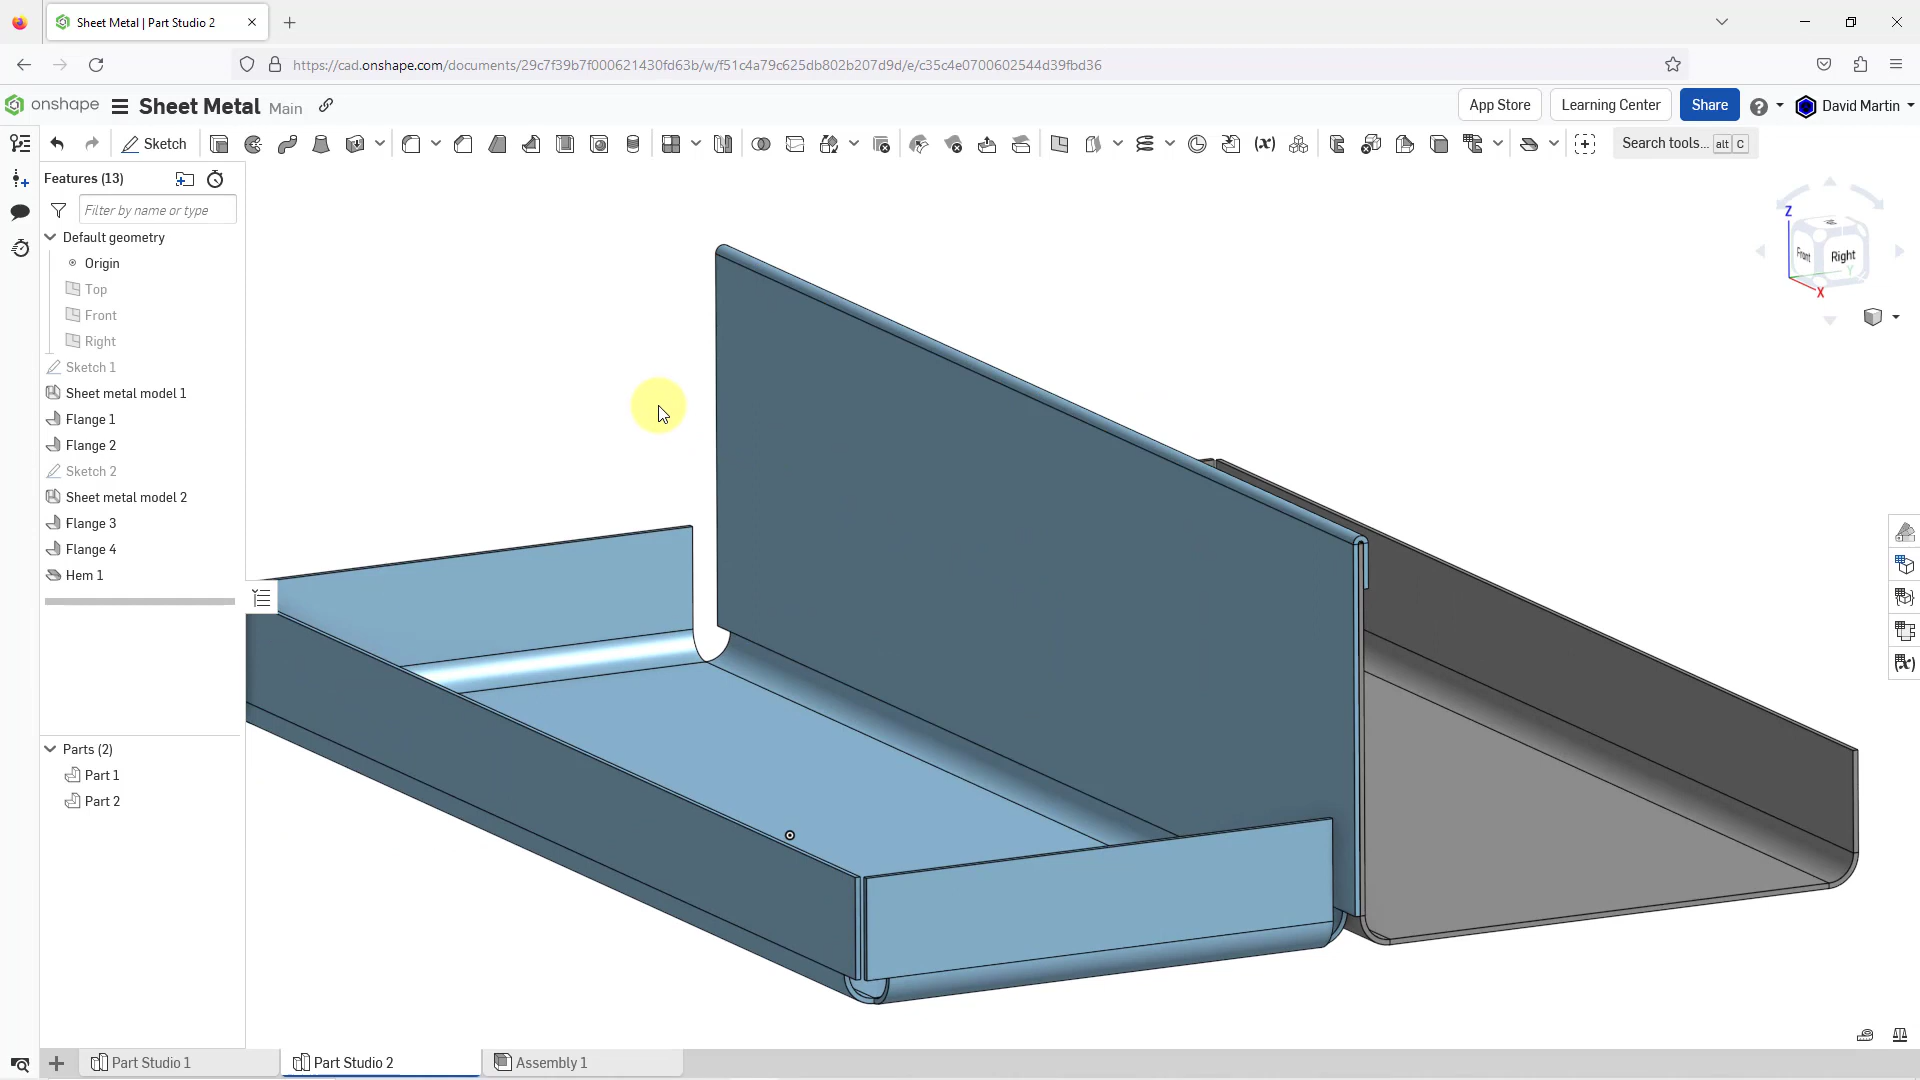 Sheet Metal | Part Studio 2
https://cad.onshape.com/documents/29c7f39b7f000621430fd63b/w/f51c4a79c625db802b207d9d/e/c35c4e0700602544d39fbd36
onshape
Sheet Metal Main
App Store
Learning Center
Share
David Martin
Sketch
Search tools... alt C
Features (13)
Filter by name or type
Default geometry
Origin
Top
Front
Right
Sketch 1
Sheet metal model 1
Flange 1
Flange 2
Sketch 2
Sheet metal model 2
Flange 3
Flange 4
Hem 1
Parts (2)
Part 1
Part 2
Z
Front
Right
Y
X
Part Studio 1
Part Studio 2
Assembly 1